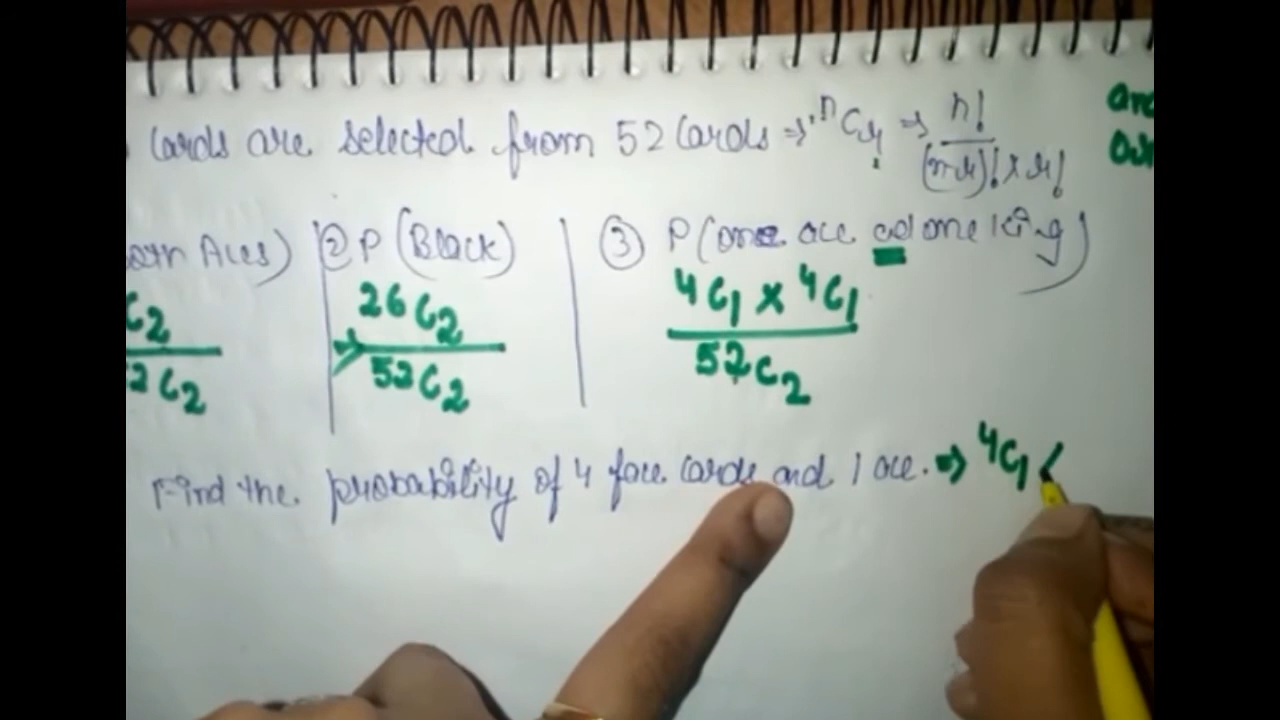 Cards are selected from 52 Cards ⇒ ⁿCᵣ ⇒ n! / (n-r)! × r!
Aces) | ② P (Black) | ③ P (one ace ad one king)
C₂ / 2C₂ | → 26C₂ / 52C₂ | ⁴C₁ × ⁴C₁ / 52C₂
Find the probability of 4 face cards and 1 ace. ⇒ ⁴C₁